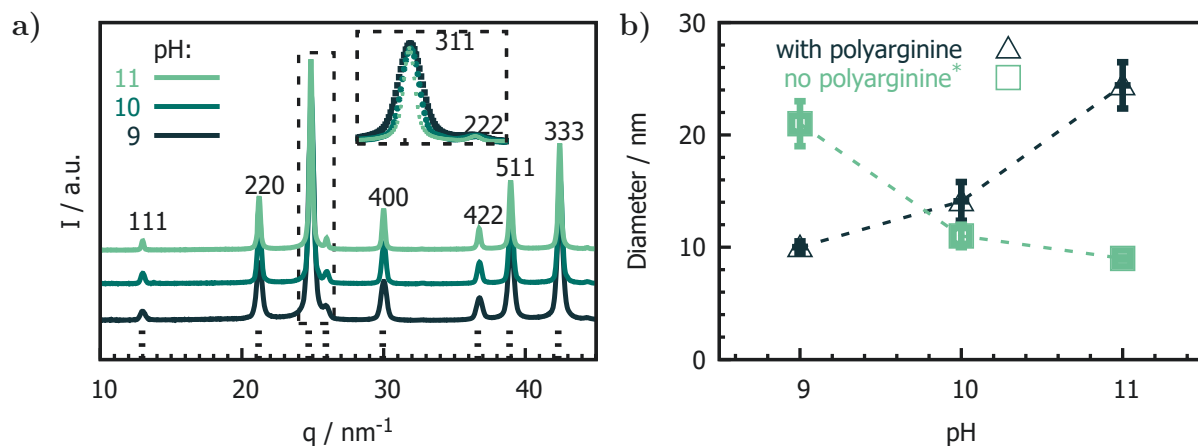 a)
pH:
11
10
9
111
220
311
222
400
422
511
333
I / a.u.
10
20
30
40
q / nm⁻¹
b)
with polyarginine
no polyarginine*
30
20
10
0
Diameter / nm
9
10
11
pH